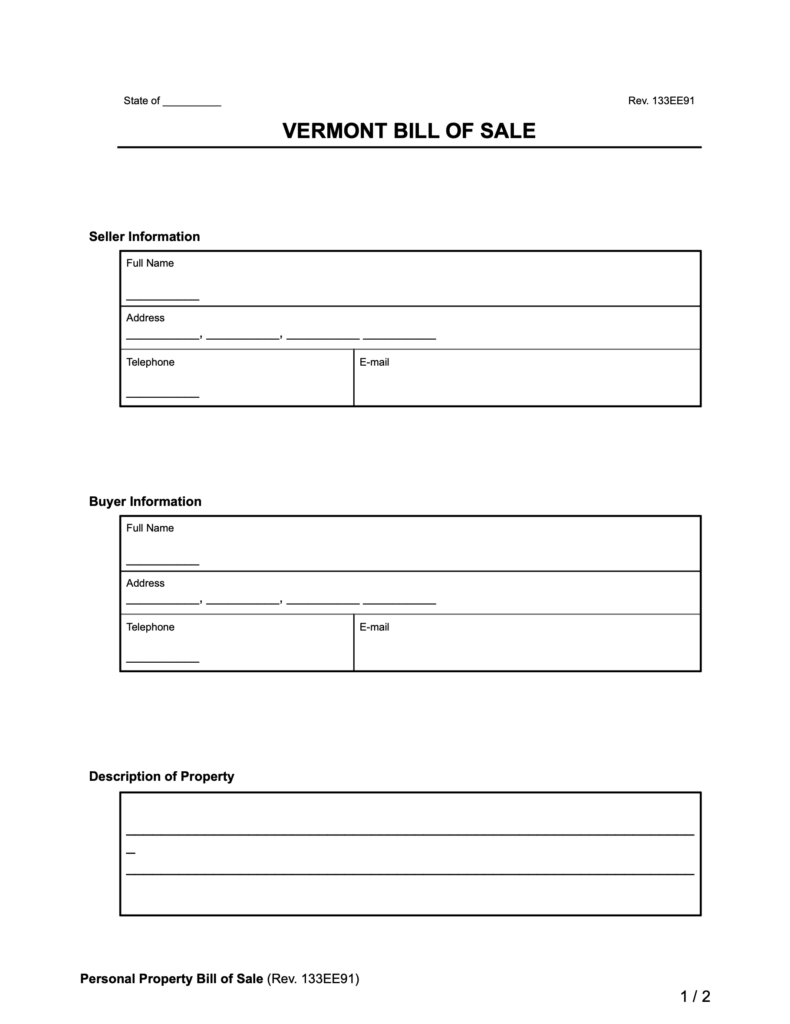 State of __________ Rev. 133EE91
VERMONT BILL OF SALE
Seller Information
Full Name
____________
Address
____________, ____________, ____________ ____________
Telephone E-mail
____________
Buyer Information
Full Name
____________
Address
____________, ____________, ____________ ____________
Telephone E-mail
____________
Description of Property
Personal Property Bill of Sale (Rev. 133EE91)
1 / 2